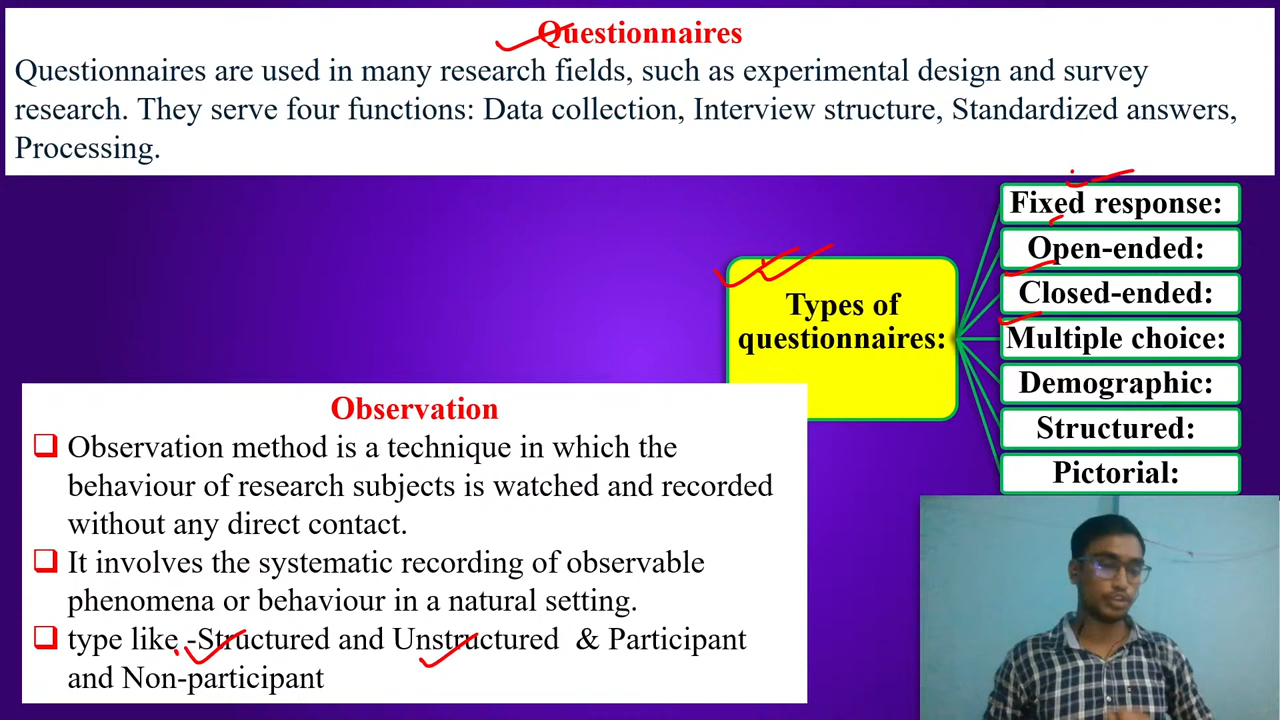 Questionnaires
Questionnaires are used in many research fields, such as experimental design and survey
research. They serve four functions: Data collection, Interview structure, Standardized answers,
Processing.
Types of
questionnaires:
Fixed response:
Open-ended:
Closed-ended:
Multiple choice:
Demographic:
Structured:
Pictorial:
Observation
Observation method is a technique in which the
behaviour of research subjects is watched and recorded
without any direct contact.
It involves the systematic recording of observable
phenomena or behaviour in a natural setting.
type like -Structured and Unstructured & Participant
and Non-participant